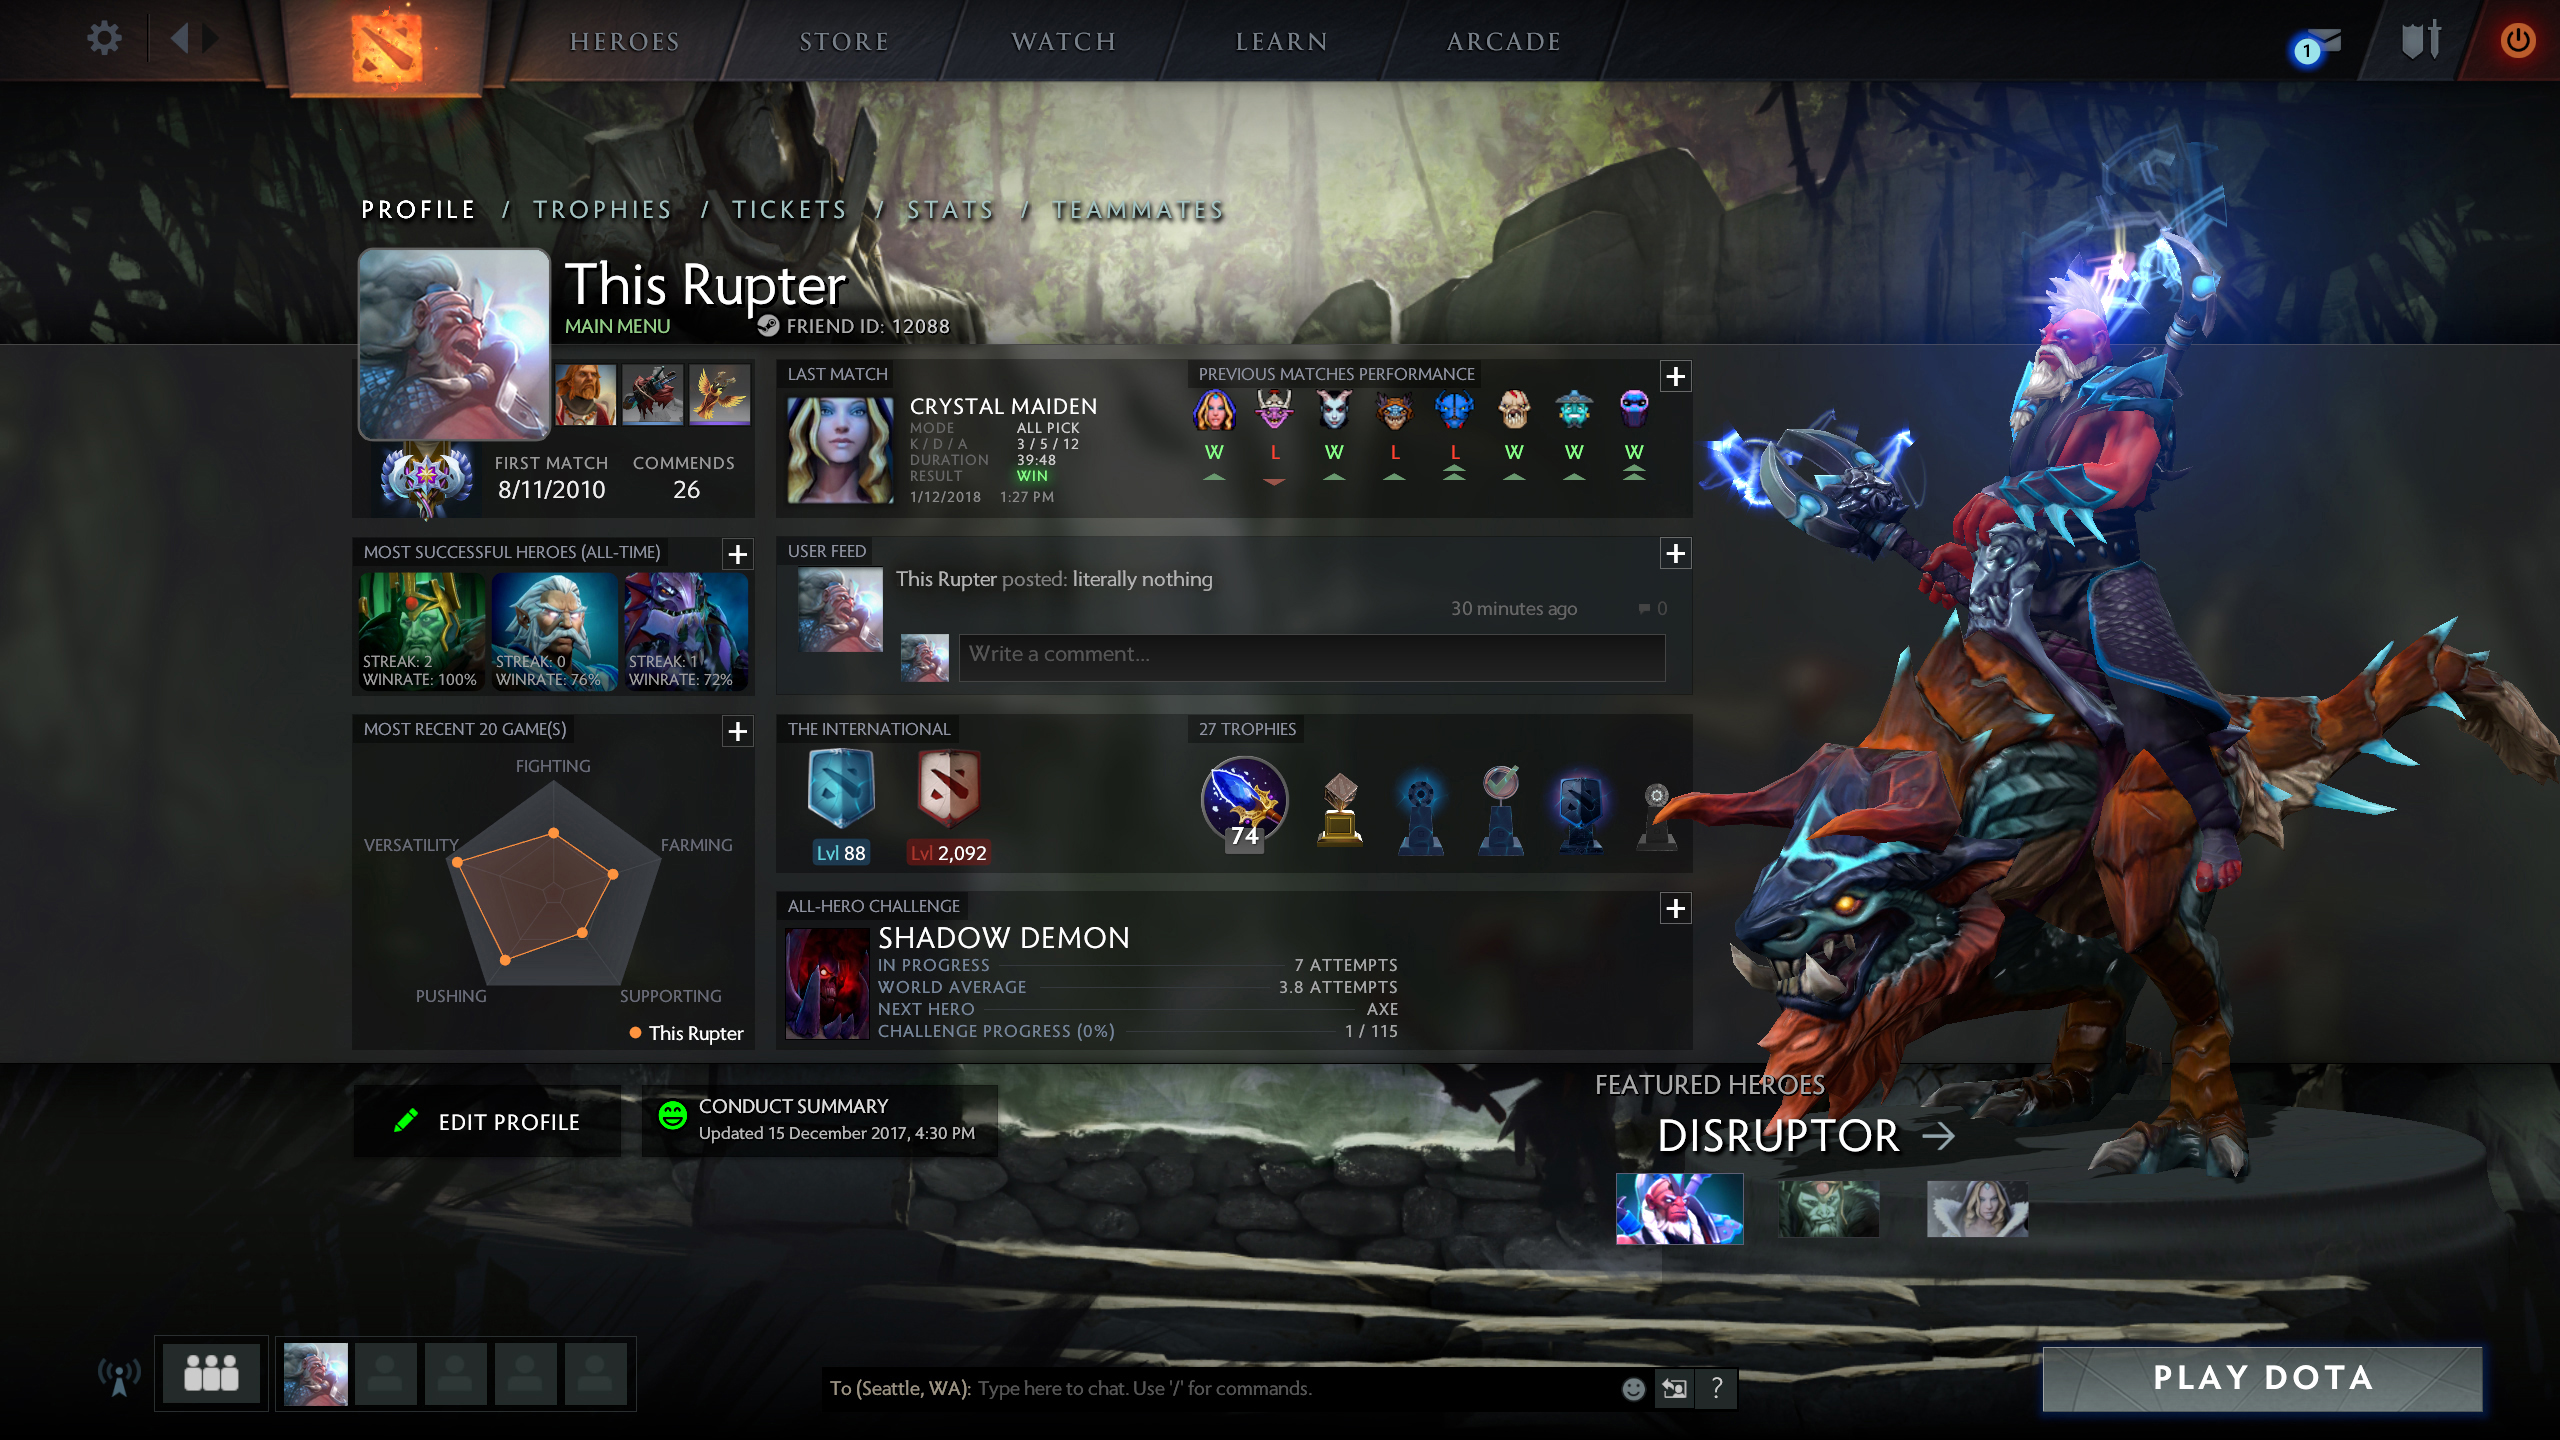 HEROES
STORE
WATCH
LEARN
ARCADE
1
PROFILE / TROPHIES / TICKETS / STATS / TEAMMATES
This Rupter
MAIN MENU
FRIEND ID: 12088
FIRST MATCH
8/11/2010
COMMENDS
26
LAST MATCH
CRYSTAL MAIDEN
MODE ALL PICK
K / D / A 3 / 5 / 12
DURATION 39:48
RESULT WIN
1/12/2018 1:27 PM
PREVIOUS MATCHES PERFORMANCE
W L W L L W W W
MOST SUCCESSFUL HEROES (ALL-TIME)
STREAK: 2
WINRATE: 100%
STREAK: 0
WINRATE: 76%
STREAK: 1
WINRATE: 72%
USER FEED
This Rupter posted: literally nothing
30 minutes ago
0
Write a comment...
MOST RECENT 20 GAME(S)
FIGHTING
VERSATILITY
FARMING
PUSHING
SUPPORTING
This Rupter
THE INTERNATIONAL
Lvl 88
Lvl 2,092
27 TROPHIES
74
ALL-HERO CHALLENGE
SHADOW DEMON
IN PROGRESS 7 ATTEMPTS
WORLD AVERAGE 3.8 ATTEMPTS
NEXT HERO AXE
CHALLENGE PROGRESS (0%) 1 / 115
EDIT PROFILE
CONDUCT SUMMARY
Updated 15 December 2017, 4:30 PM
FEATURED HEROES
DISRUPTOR
To (Seattle, WA): Type here to chat. Use '/' for commands.
?
PLAY DOTA